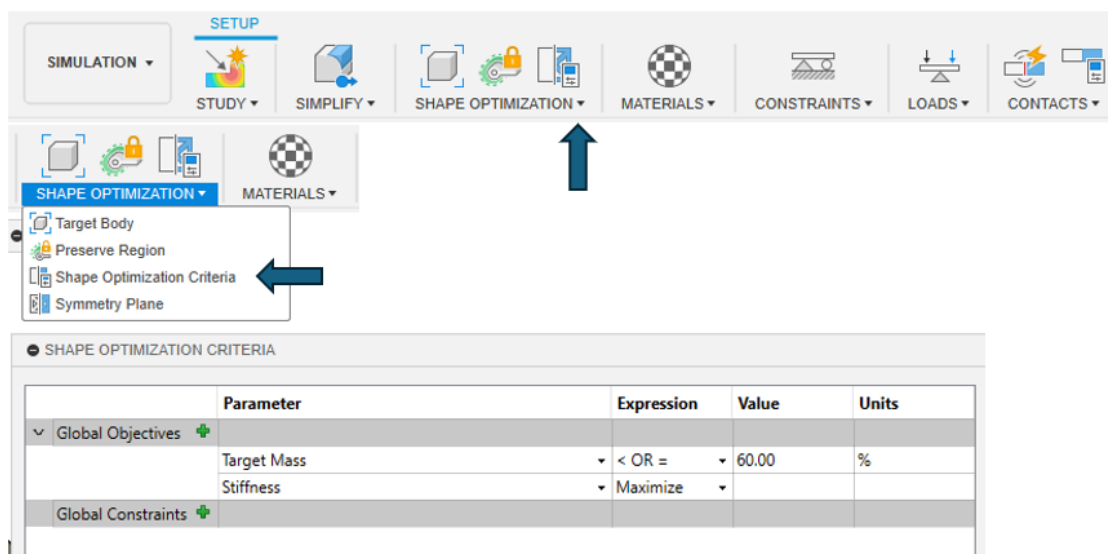 SETUP
SIMULATION
STUDY SIMPLIFY SHAPE OPTIMIZATION MATERIALS CONSTRAINTS LOADS CONTACTS
SHAPE OPTIMIZATION MATERIALS
Target Body
Preserve Region
Shape Optimization Criteria
Symmetry Plane
SHAPE OPTIMIZATION CRITERIA
Parameter Expression Value Units
Global Objectives
Target Mass < OR = 60.00 %
Stiffness Maximize
Global Constraints